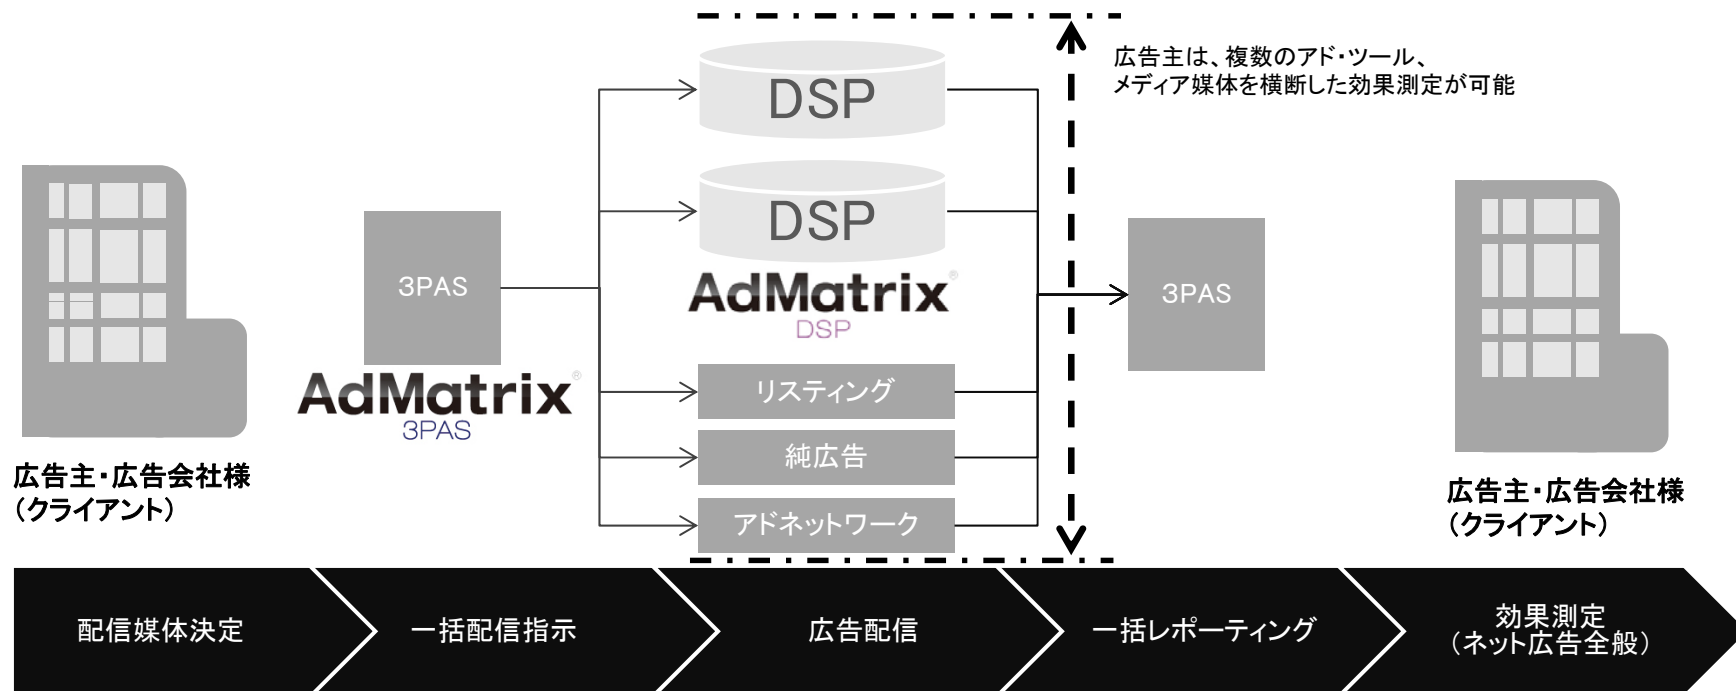 広告主は、複数のアド・ツール、
メディア媒体を横断した効果測定が可能
DSP
DSP
AdMatrix®
DSP
3PAS
AdMatrix®
3PAS
リスティング
純広告
アドネットワーク
3PAS
広告主・広告会社様
（クライアント）
広告主・広告会社様
（クライアント）
配信媒体決定
一括配信指示
広告配信
一括レポーティング
効果測定
（ネット広告全般）